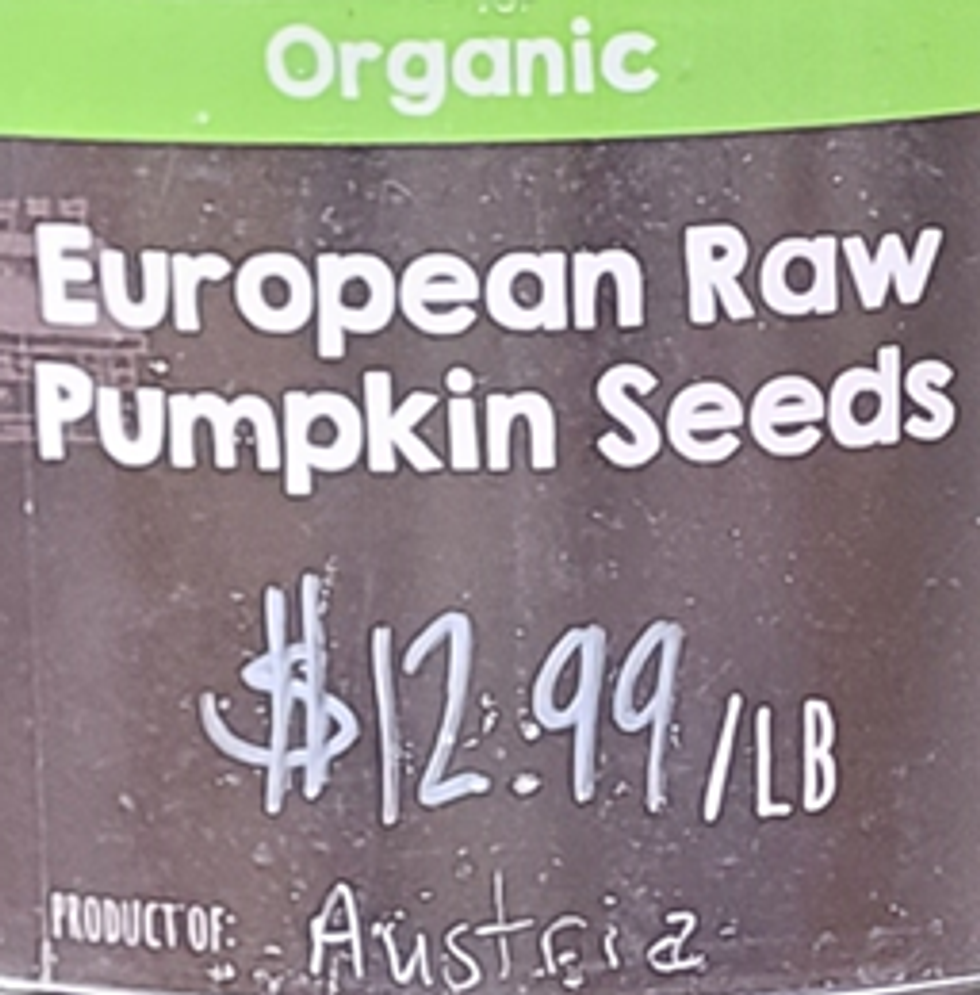 Organic
European Raw
Pumpkin Seeds
$12.99/LB
PRODUCT OF: Austria